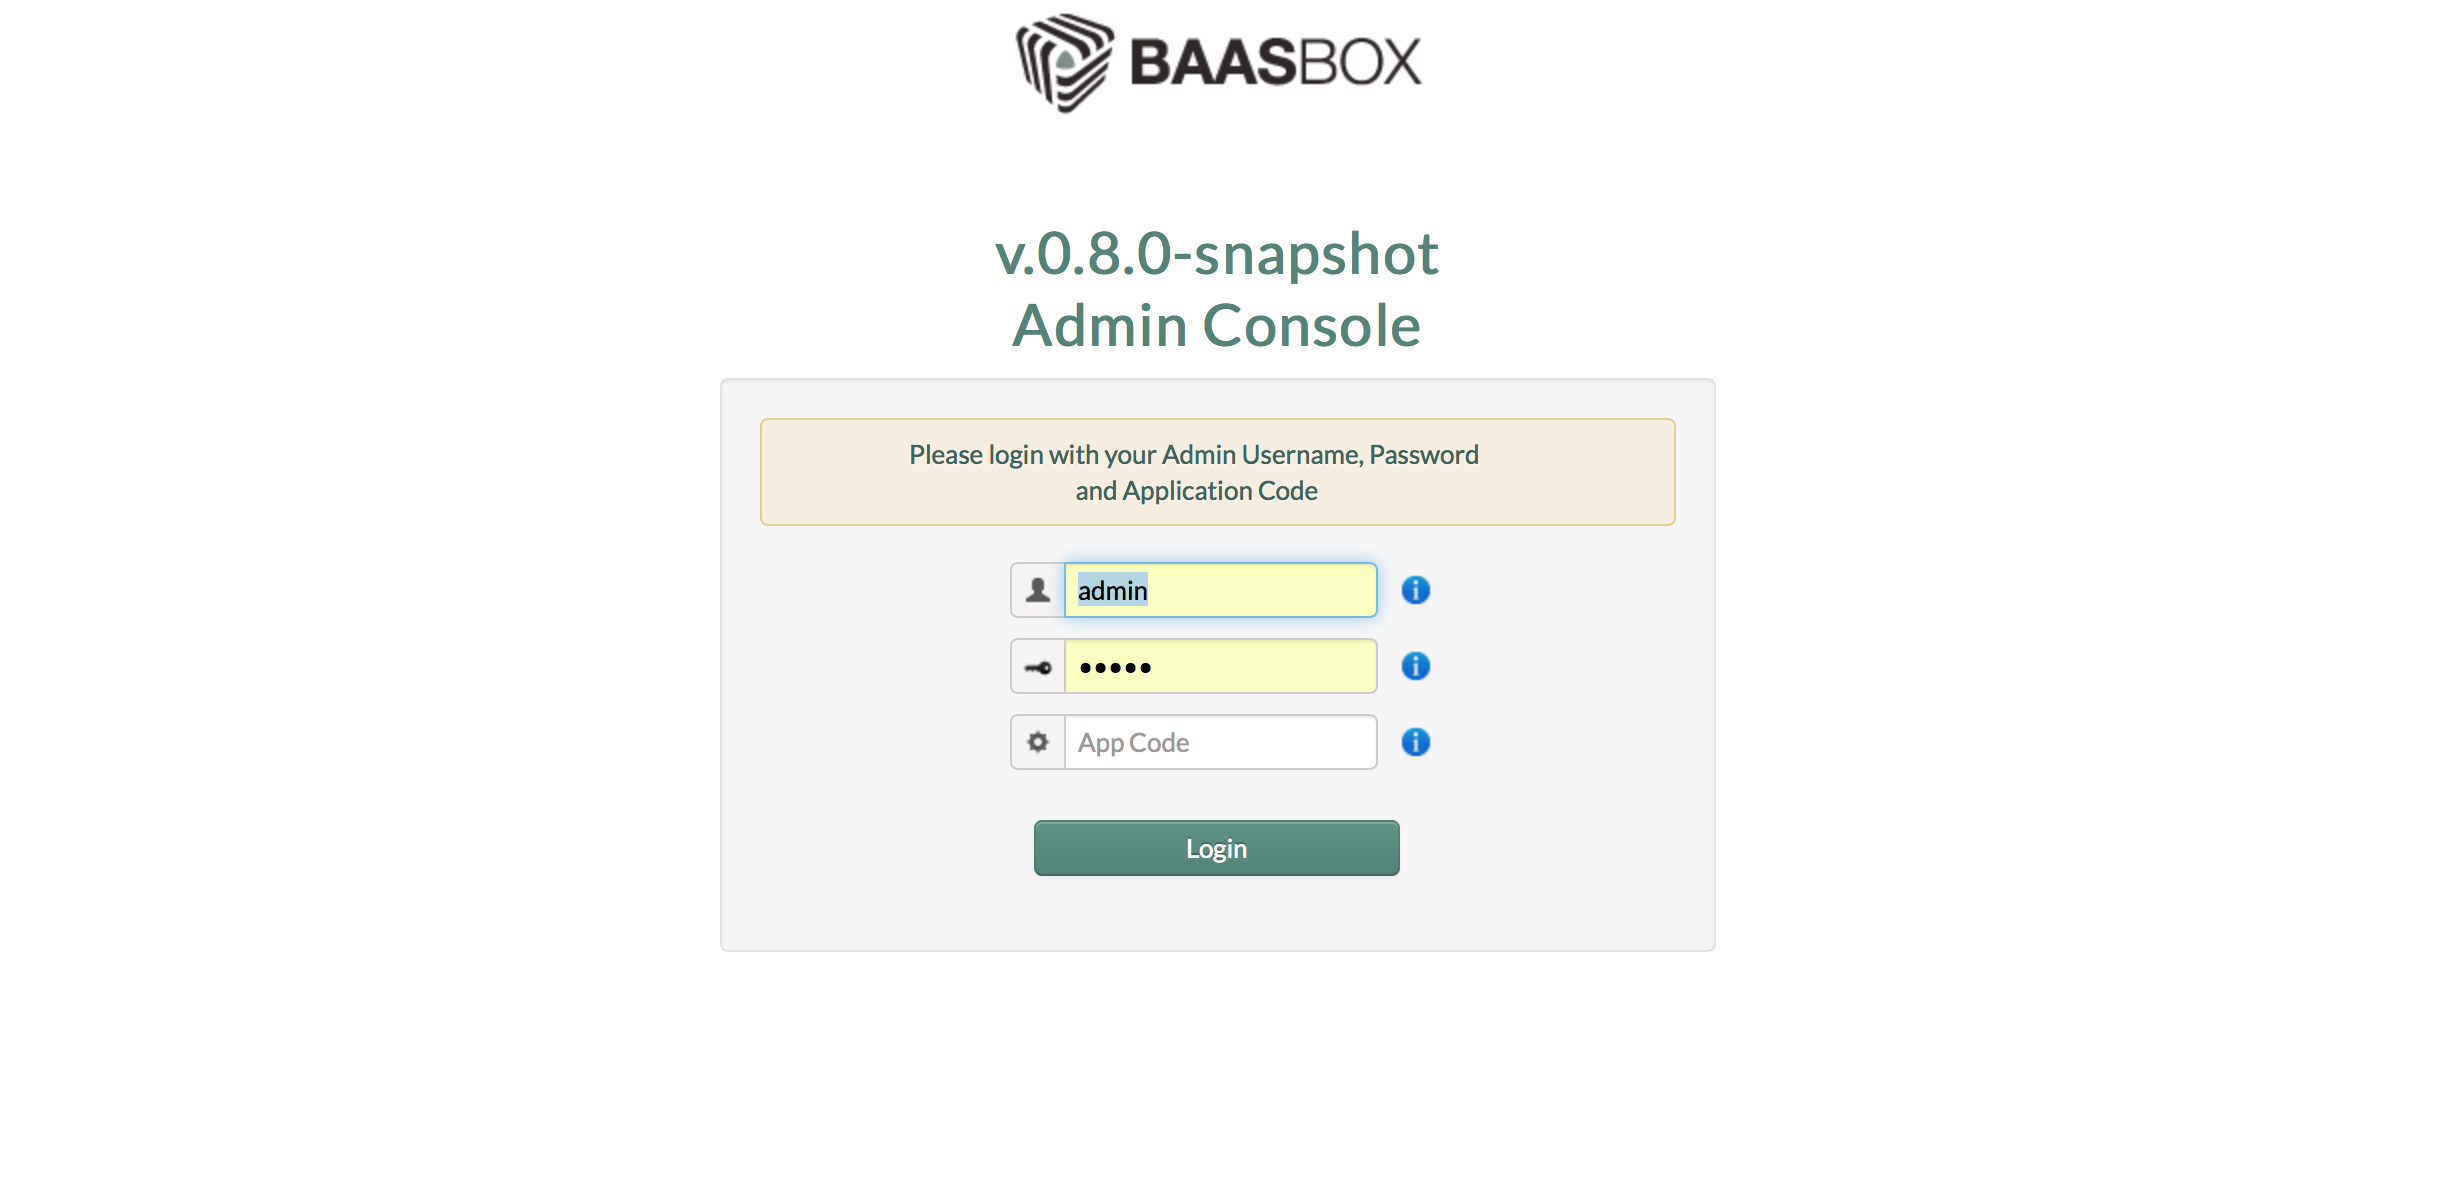 BAASBOX
v.0.8.0-snapshot
Admin Console
Please login with your Admin Username, Password
and Application Code
admin
•••••
App Code
Login